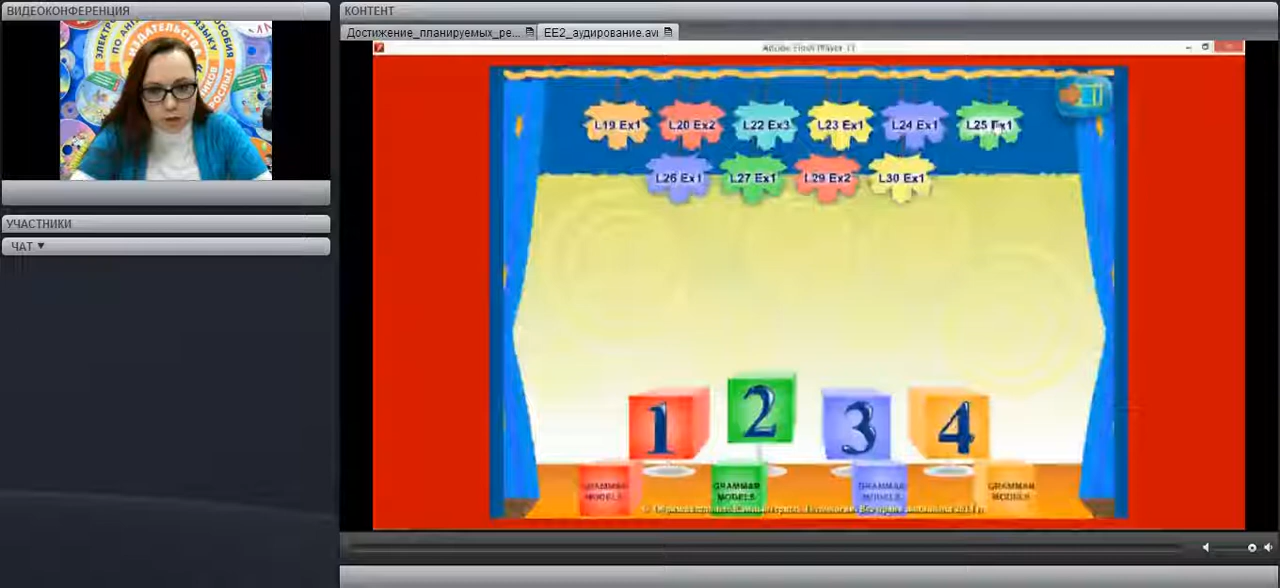 ВИДЕОКОНФЕРЕНЦИЯ
КОНТЕНТ
Достижение_планируемых_ре...
EE2_аудирование.avi
Adobe Flash Player 11
ИЗДАТЕЛЬСТВА
L19 Ex1
L20 Ex2
L22 Ex3
L23 Ex1
L24 Ex1
L25 Ex1
L26 Ex1
L27 Ex1
L29 Ex2
L30 Ex1
УЧАСТНИКИ
ЧАТ ▼
1
2
3
4
GRAMMAR
MODELS
GRAMMAR
MODELS
GRAMMAR
MODELS
GRAMMAR
MODELS